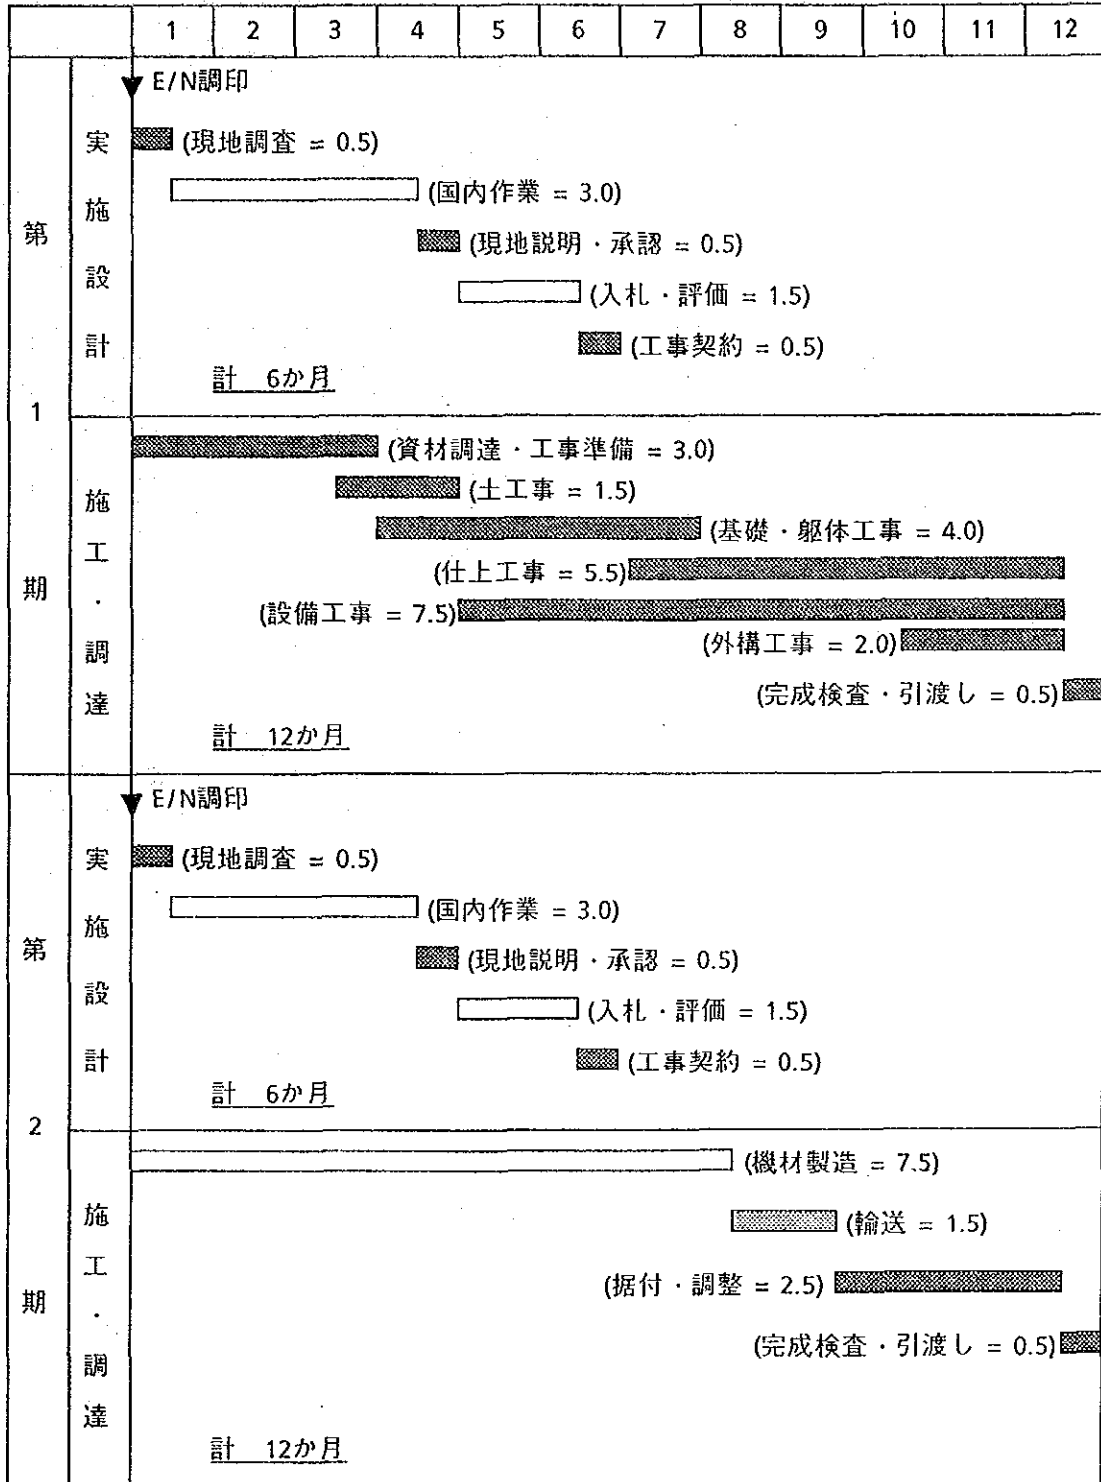 1 2 3 4 5 6 7 8 9 10 11 12
第1期
実施設計
E/N調印
(現地調査 = 0.5)
(国内作業 = 3.0)
(現地説明・承認 = 0.5)
(入札・評価 = 1.5)
(工事契約 = 0.5)
計 6か月
施工・調達
(資材調達・工事準備 = 3.0)
(土工事 = 1.5)
(基礎・躯体工事 = 4.0)
(仕上工事 = 5.5)
(設備工事 = 7.5)
(外構工事 = 2.0)
(完成検査・引渡し = 0.5)
計 12か月
第2期
実施設計
E/N調印
(現地調査 = 0.5)
(国内作業 = 3.0)
(現地説明・承認 = 0.5)
(入札・評価 = 1.5)
(工事契約 = 0.5)
計 6か月
施工・調達
(機材製造 = 7.5)
(輸送 = 1.5)
(据付・調整 = 2.5)
(完成検査・引渡し = 0.5)
計 12か月